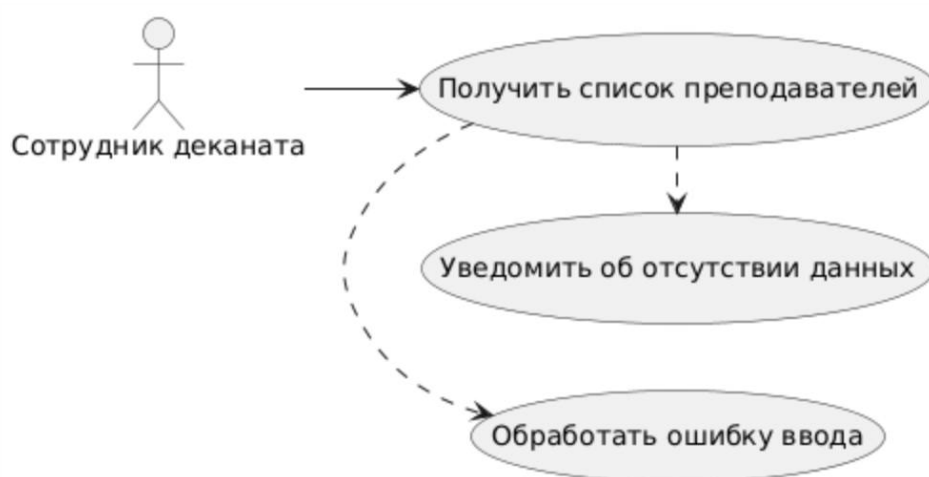 Получить список преподавателей
Сотрудник деканата
Уведомить об отсутствии данных
Обработать ошибку ввода